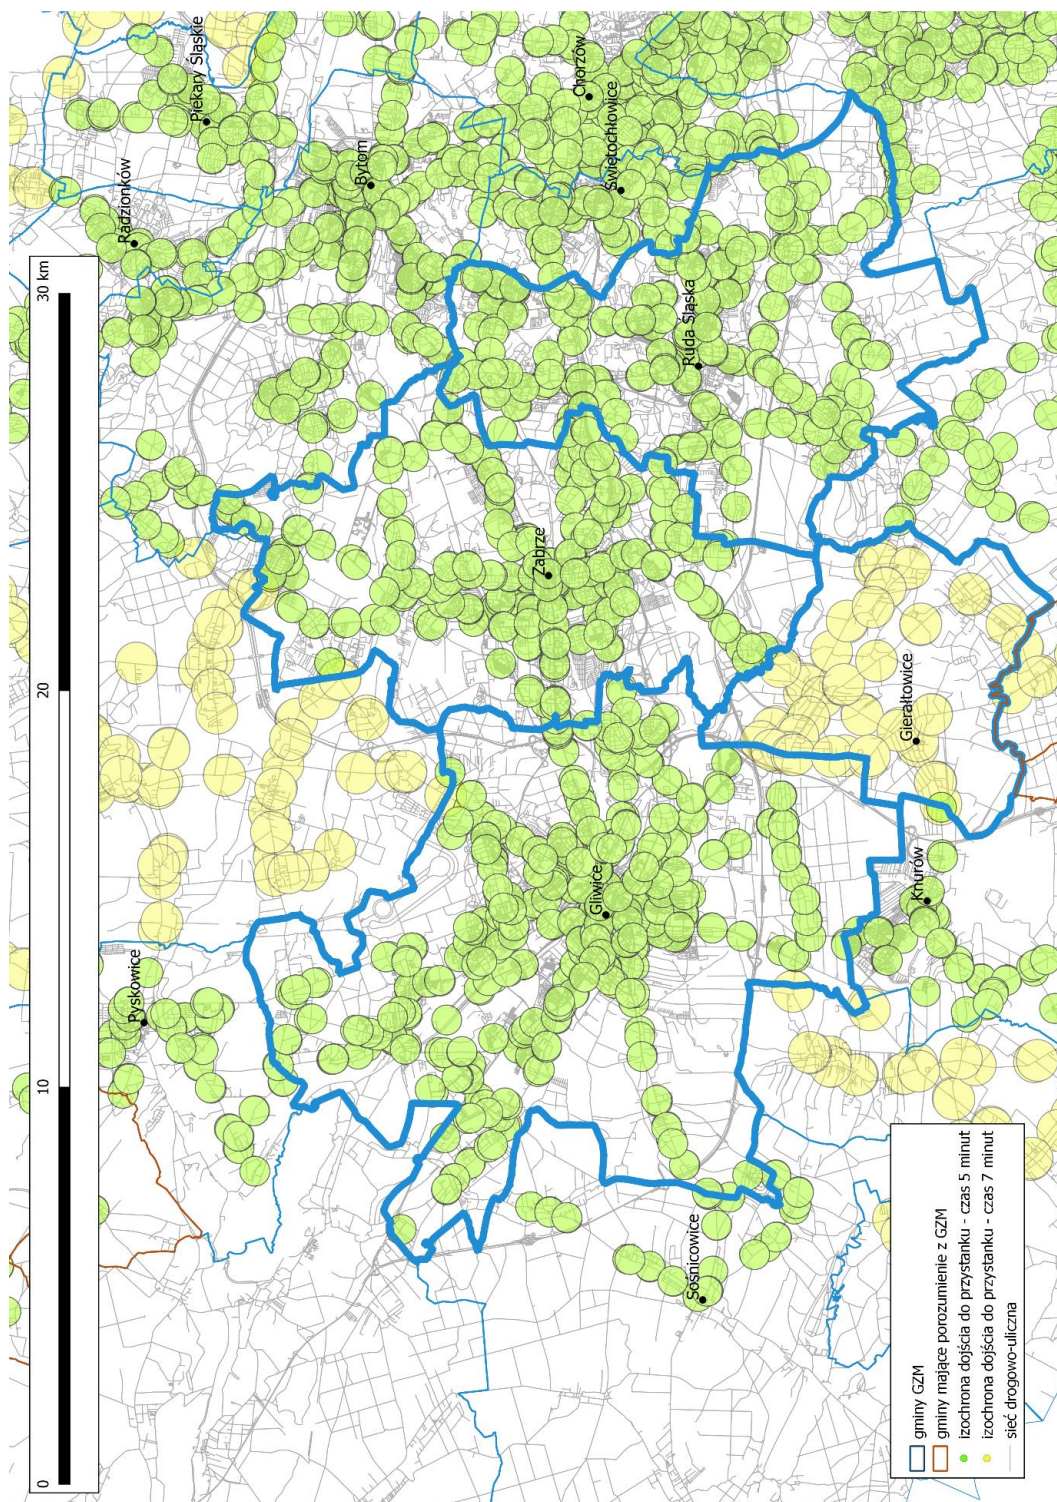 0 10 20 30 km
Pyskowice
Radzionków
Piekary Śląskie
Bytom
Chorzów
Świętochłowice
Ruda Śląska
Zabrze
Gliwice
Sośnicowice
Knurów
Gierałtowice
gminy GZM
gminy mające porozumienie z GZM
izochrona dojścia do przystanku - czas 5 minut
izochrona dojścia do przystanku - czas 7 minut
sieć drogowo-uliczna